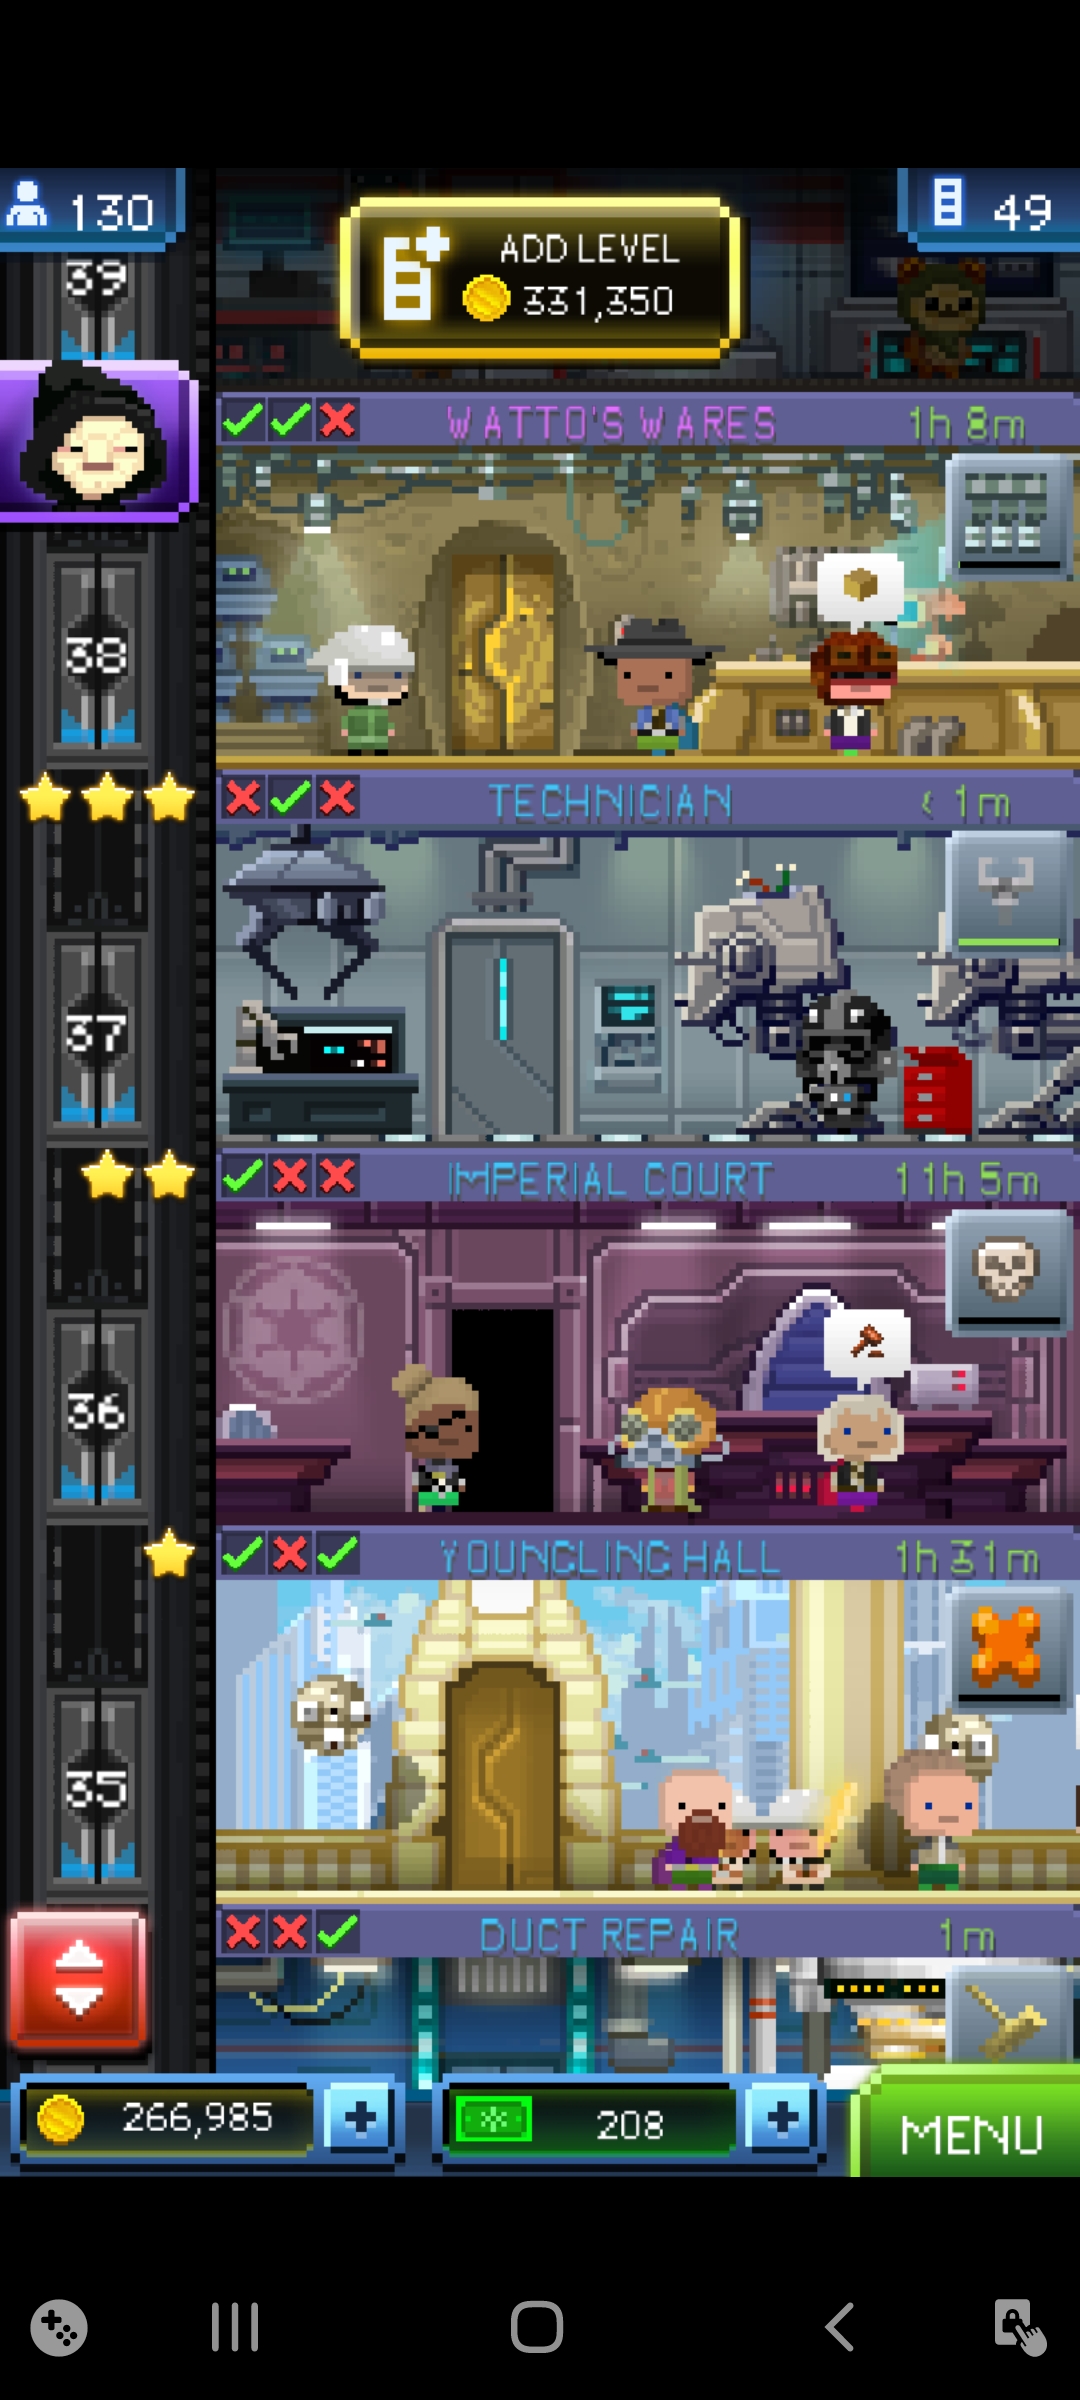 130
49
39
ADD LEVEL
331,350
WATTO'S WARES
1h 8m
38
TECHNICIAN
< 1m
37
IMPERIAL COURT
11h 5m
36
YOUNGLING HALL
1h 31m
35
DUCT REPAIR
1m
266,985
208
MENU